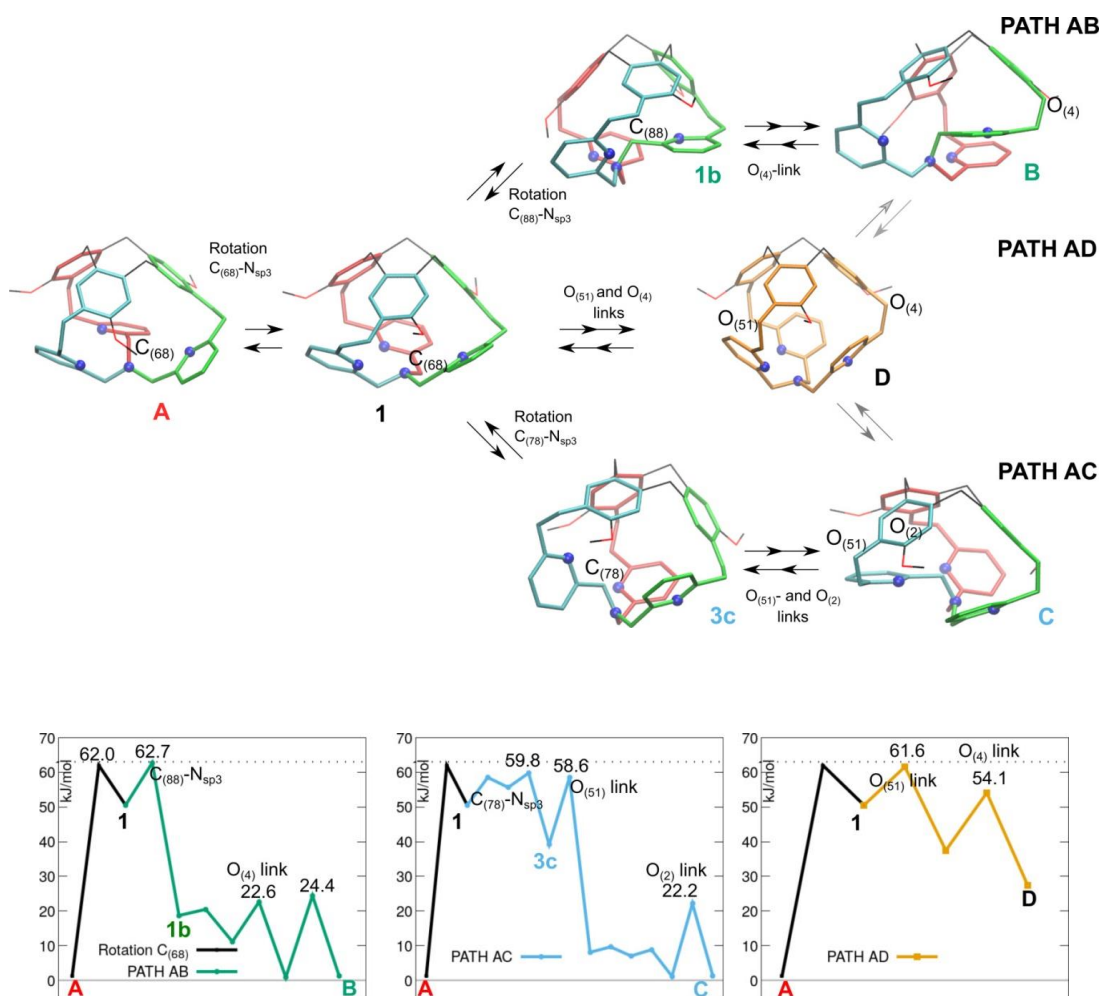 PATH AB
C(88)
O(4)
1b
O(4)-link
B
Rotation
C(88)-Nsp3
Rotation
C(68)-Nsp3
PATH AD
O(51) and O(4)
links
O(51)
O(4)
C(68)
C(68)
A
1
D
Rotation
C(78)-Nsp3
PATH AC
C(78)
O(51)
O(2)
3c
O(51)- and O(2)
links
C
70
60
50
40
30
20
10
0
kJ/mol
62.0
62.7
C(88)-Nsp3
1
1b
O(4) link
22.6
24.4
Rotation C(68)
PATH AB
A
B
70
60
50
40
30
20
10
0
kJ/mol
59.8
58.6
C(78)-Nsp3
O(51) link
1
3c
O(2) link
22.2
PATH AC
A
C
70
60
50
40
30
20
10
0
kJ/mol
61.6
O(4) link
54.1
O(51) link
1
D
PATH AD
A